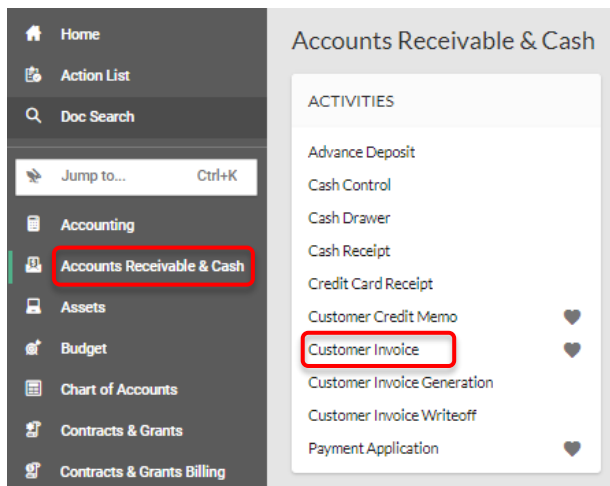 Home
Action List
Doc Search
Jump to... Ctrl+K
Accounting
Accounts Receivable & Cash
Assets
Budget
Chart of Accounts
Contracts & Grants
Contracts & Grants Billing
Accounts Receivable & Cash
ACTIVITIES
Advance Deposit
Cash Control
Cash Drawer
Cash Receipt
Credit Card Receipt
Customer Credit Memo
Customer Invoice
Customer Invoice Generation
Customer Invoice Writeoff
Payment Application